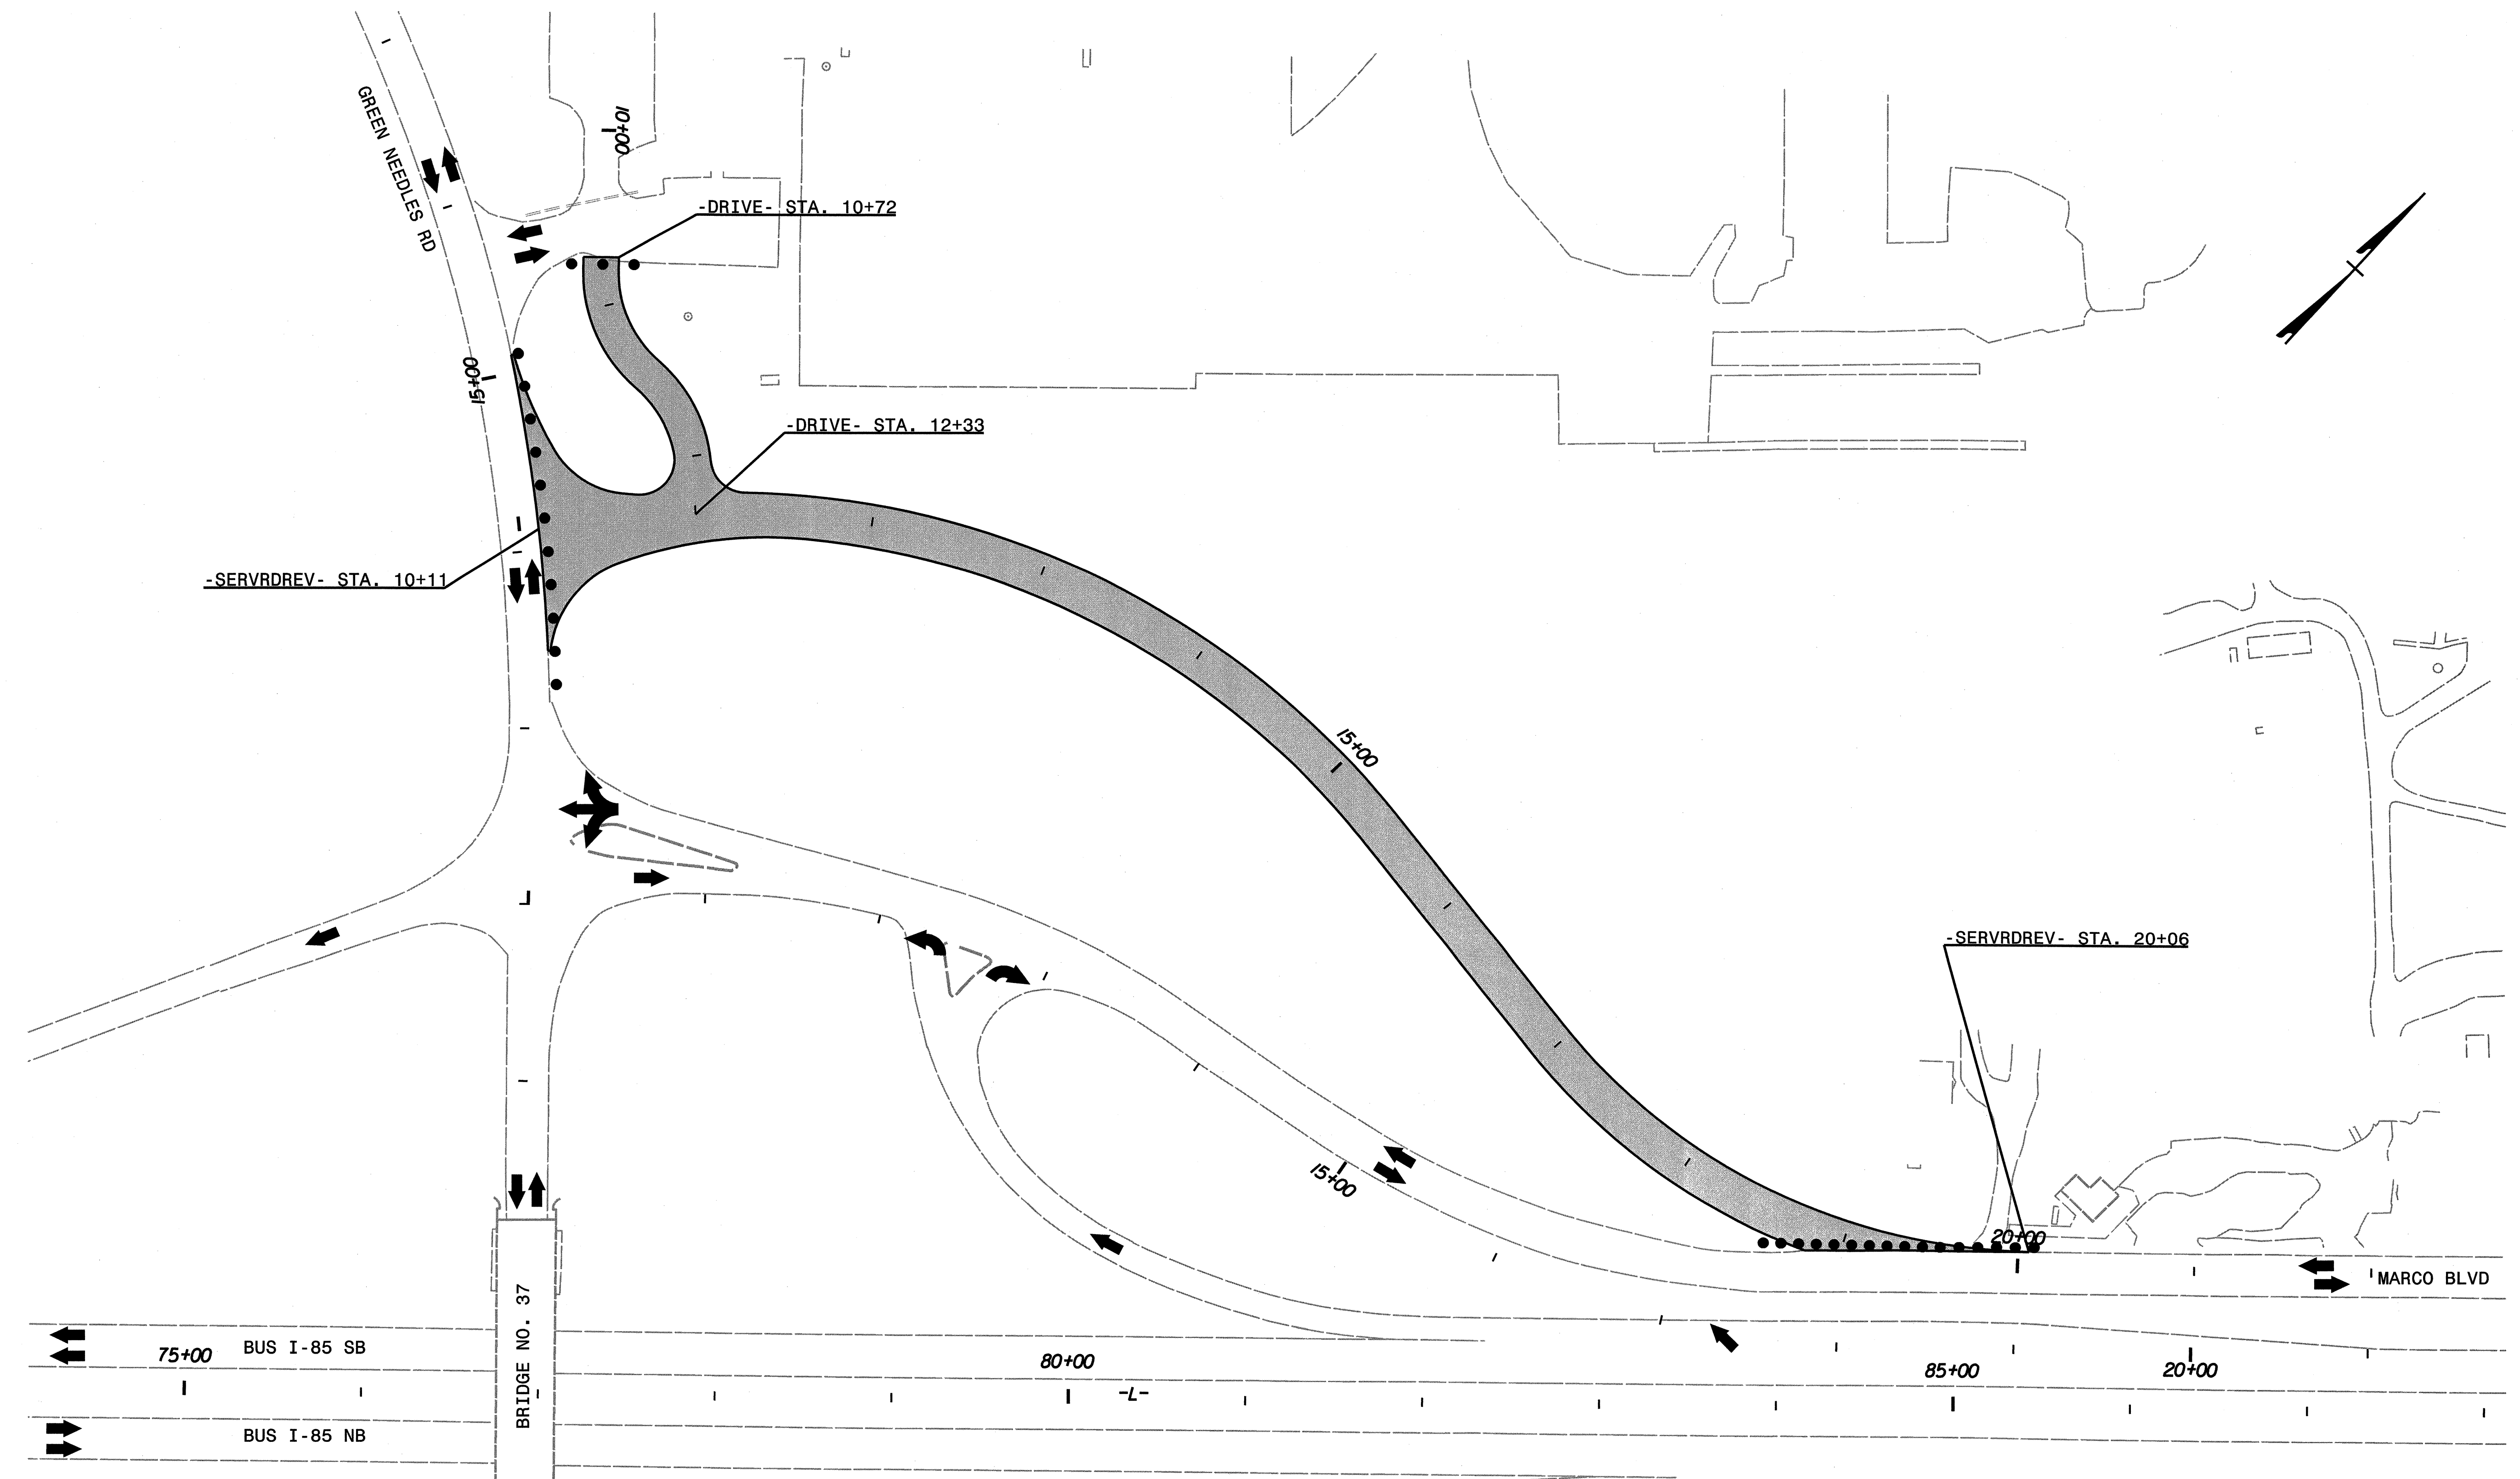 GREEN NEEDLES RD
10+00
-DRIVE- STA. 10+72
15+00
-DRIVE- STA. 12+33
-SERVRDREV- STA. 10+11
15+00
-SERVRDREV- STA. 20+06
15+00
20+00
MARCO BLVD
BRIDGE NO. 37
BUS I-85 SB
75+00
80+00
85+00
20+00
-L-
BUS I-85 NB